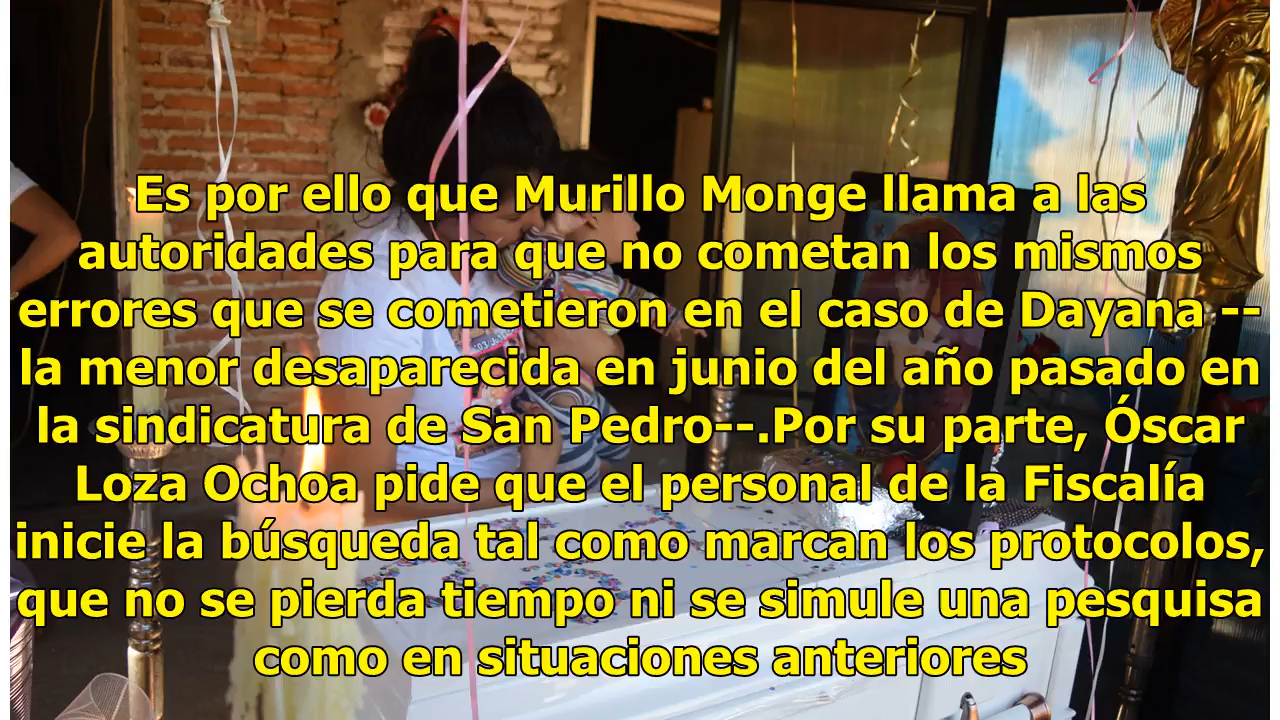 Es por ello que Murillo Monge llama a las
autoridades para que no cometan los mismos
errores que se cometieron en el caso de Dayana --
la menor desaparecida en junio del año pasado en
la sindicatura de San Pedro--.Por su parte, Óscar
Loza Ochoa pide que el personal de la Fiscalía
inicie la búsqueda tal como marcan los protocolos,
que no se pierda tiempo ni se simule una pesquisa
como en situaciones anteriores